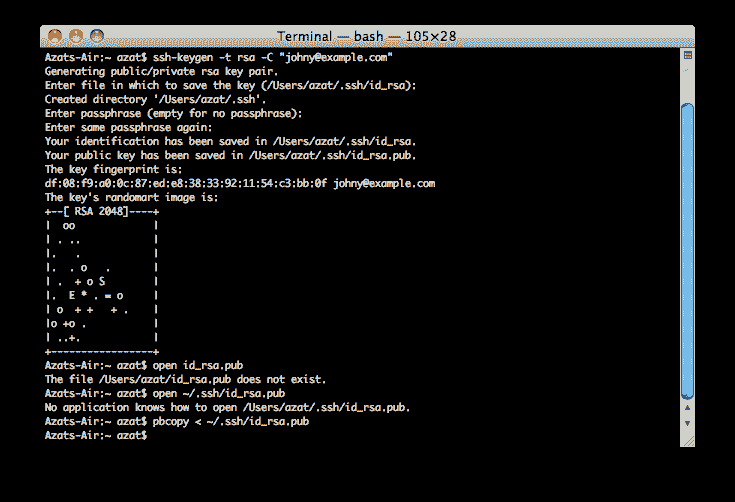 Terminal — bash — 105×28
Azats-Air:~ azat$ ssh-keygen -t rsa -C "johny@example.com"
Generating public/private rsa key pair.
Enter file in which to save the key (/Users/azat/.ssh/id_rsa):
Created directory '/Users/azat/.ssh'.
Enter passphrase (empty for no passphrase):
Enter same passphrase again:
Your identification has been saved in /Users/azat/.ssh/id_rsa.
Your public key has been saved in /Users/azat/.ssh/id_rsa.pub.
The key fingerprint is:
df:08:f9:a0:0c:87:ed:e8:38:33:92:11:54:c3:bb:0f johny@example.com
The key's randomart image is:
+--[ RSA 2048]----+
|  oo             |
| . ..            |
|.   .            |
|.  . o   .       |
| .  + o S        |
|.  E * . = o     |
| o  + +   + .    |
|o +o .           |
| ..+.            |
+-----------------+
Azats-Air:~ azat$ open id_rsa.pub
The file /Users/azat/id_rsa.pub does not exist.
Azats-Air:~ azat$ open ~/.ssh/id_rsa.pub
No application knows how to open /Users/azat/.ssh/id_rsa.pub.
Azats-Air:~ azat$ pbcopy < ~/.ssh/id_rsa.pub
Azats-Air:~ azat$